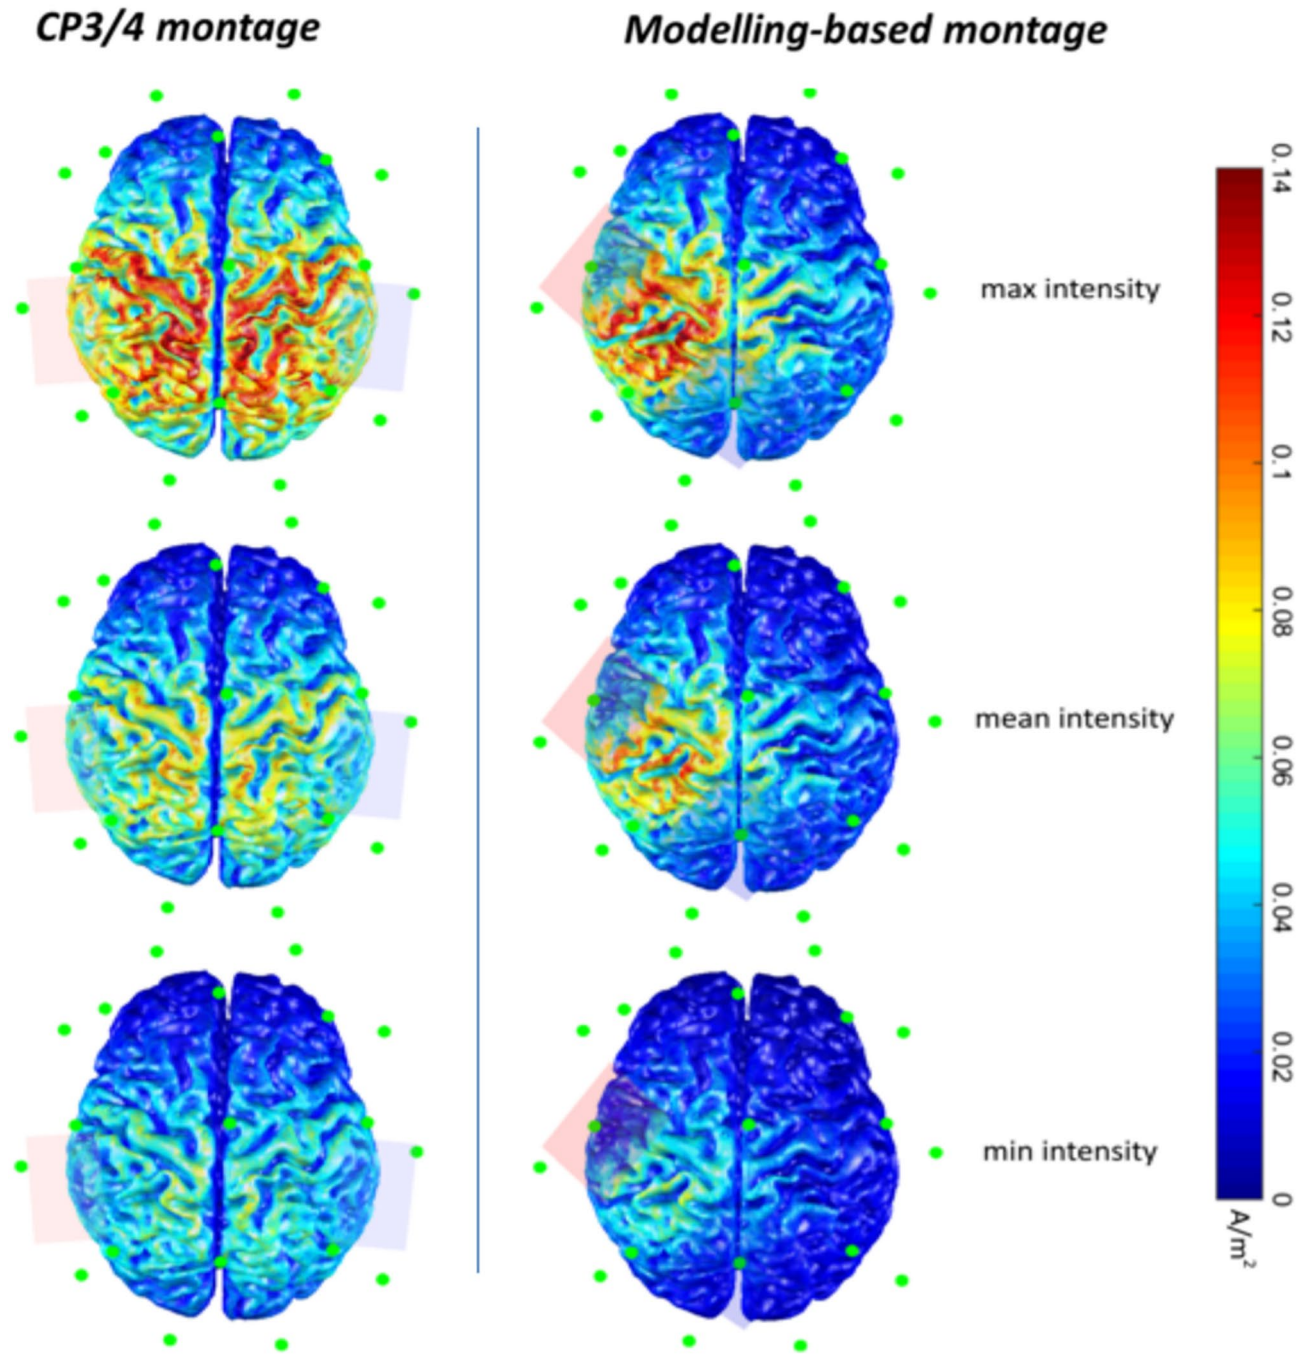 CP3/4 montage
Modelling-based montage
max intensity
mean intensity
min intensity
0.14
0.12
0.1
0.08
0.06
0.04
0.02
0
A/m²